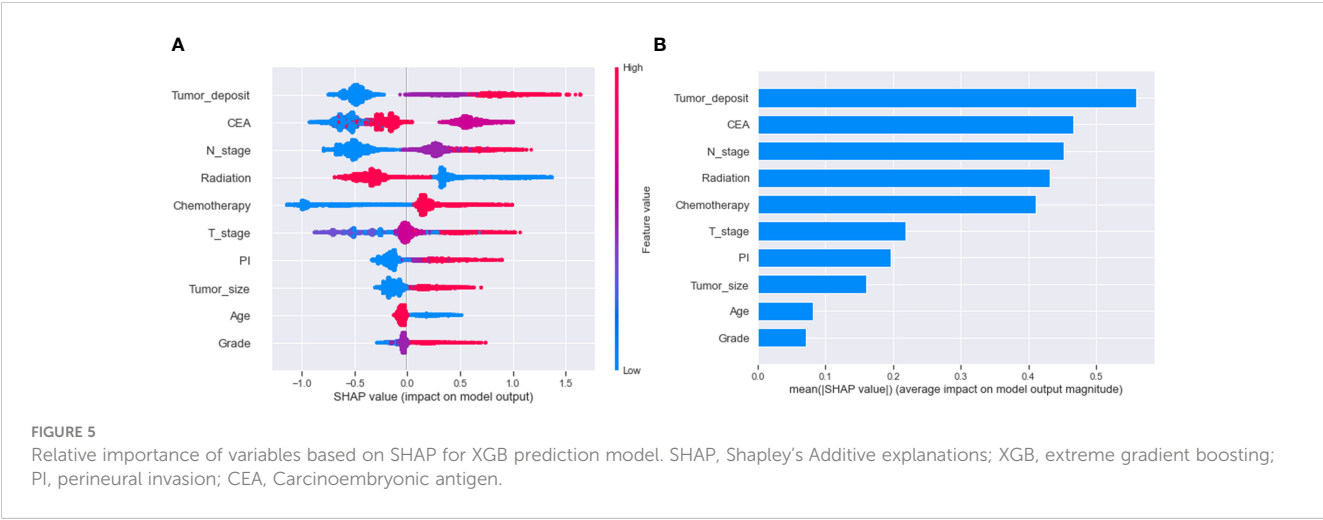 A
High
Tumor_deposit
CEA
N_stage
Radiation
Chemotherapy
T_stage
PI
Tumor_size
Age
Grade
Feature value
Low
−1.0 −0.5 0.0 0.5 1.0 1.5
SHAP value (impact on model output)
B
Tumor_deposit
CEA
N_stage
Radiation
Chemotherapy
T_stage
PI
Tumor_size
Age
Grade
0.0 0.1 0.2 0.3 0.4 0.5
mean(|SHAP value|) (average impact on model output magnitude)
FIGURE 5
Relative importance of variables based on SHAP for XGB prediction model. SHAP, Shapley's Additive explanations; XGB, extreme gradient boosting;
PI, perineural invasion; CEA, Carcinoembryonic antigen.